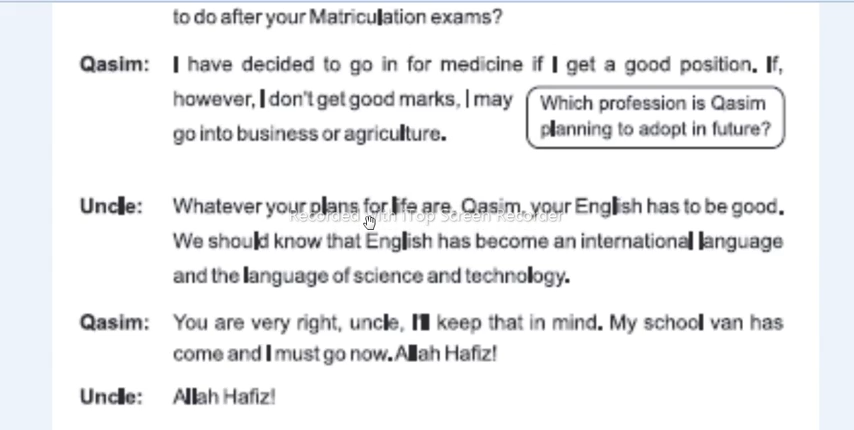 to do after your Matriculation exams?
Qasim: I have decided to go in for medicine if I get a good position. If,
however, I don't get good marks, I may
go into business or agriculture.
Which profession is Qasim
planning to adopt in future?
Uncle: Whatever your plans for life are, Qasim, your English has to be good.
Recorded with iTop Screen Recorder
We should know that English has become an international language
and the language of science and technology.
Qasim: You are very right, uncle, I'll keep that in mind. My school van has
come and I must go now. Allah Hafiz!
Uncle: Allah Hafiz!